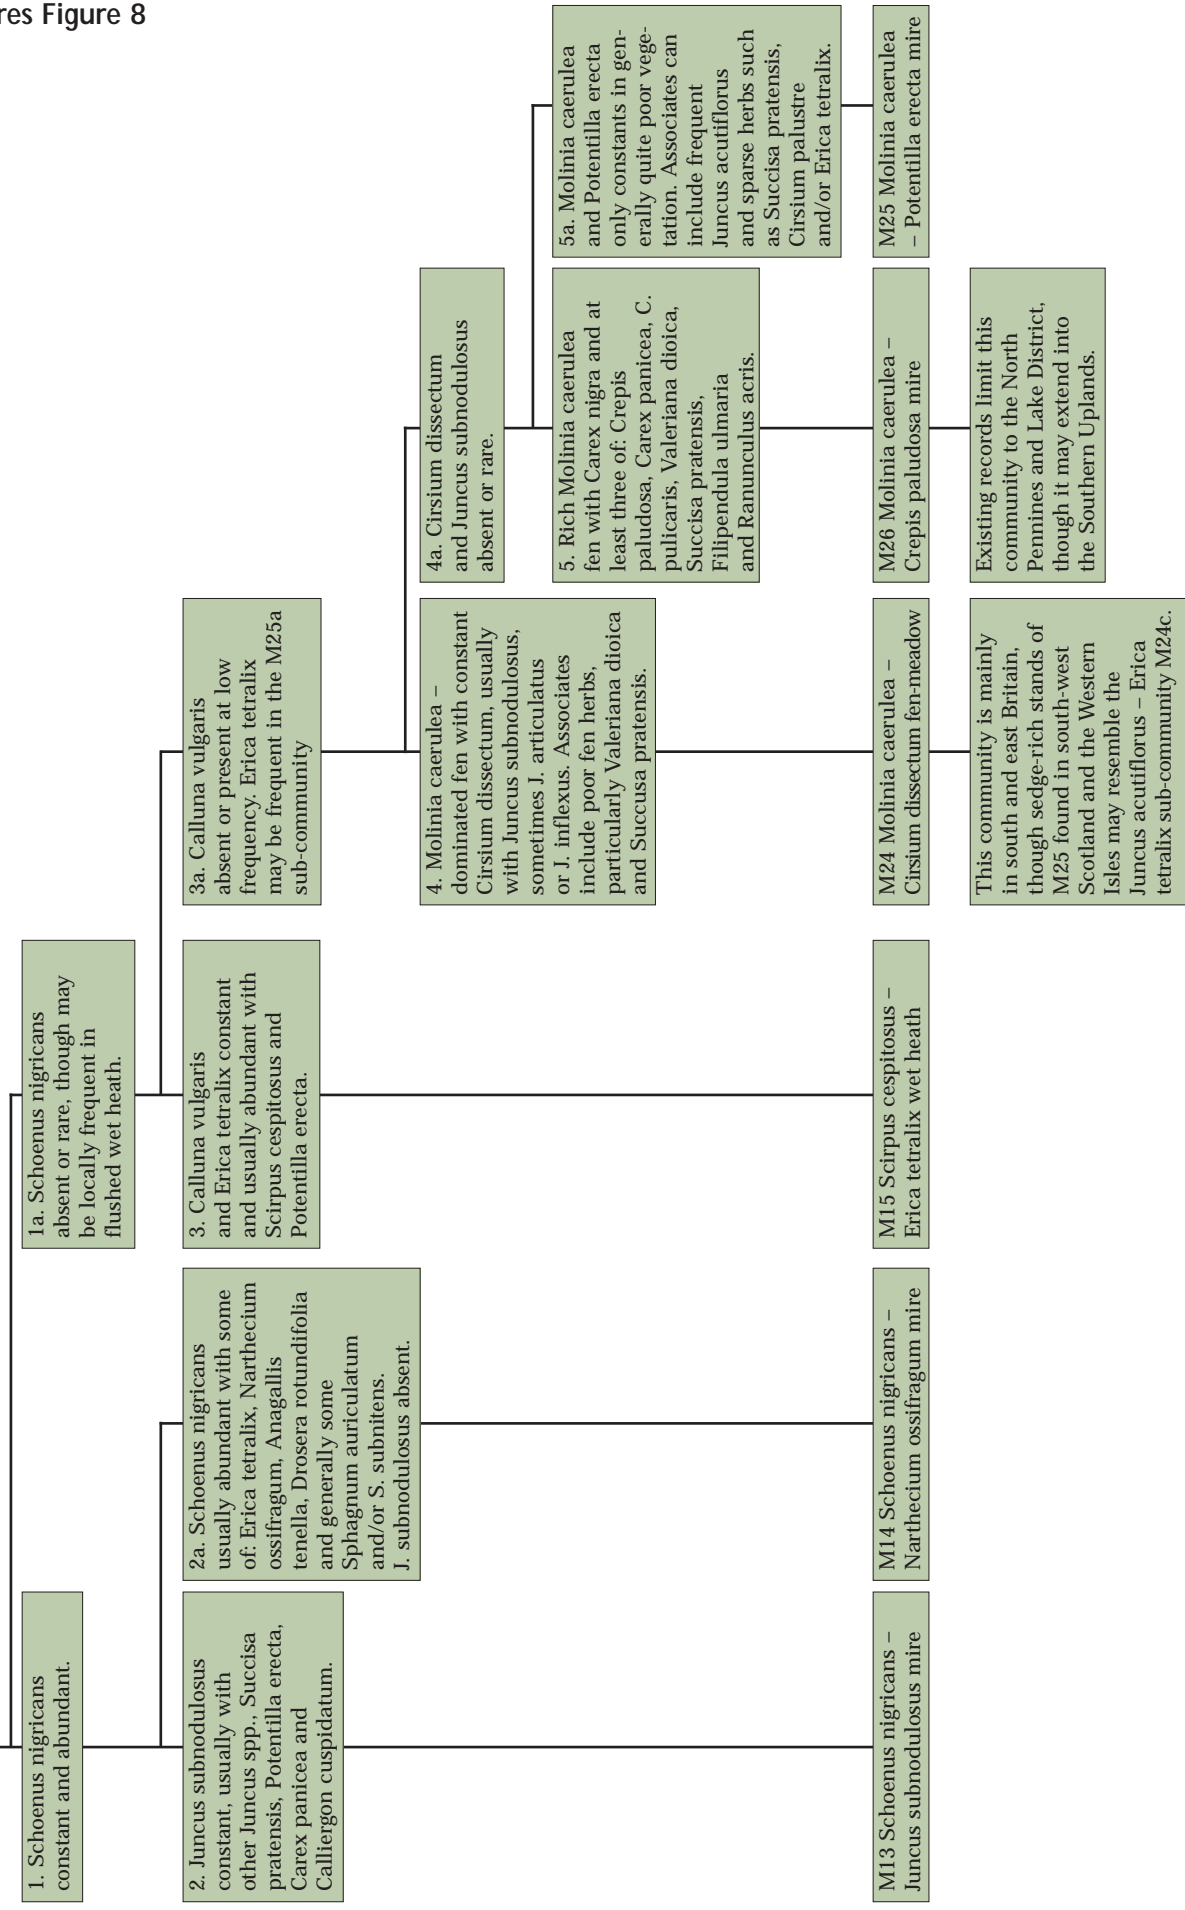 res Figure 8
1. Schoenus nigricans
constant and abundant.
1a. Schoenus nigricans
absent or rare, though may
be locally frequent in
flushed wet heath.
2. Juncus subnodulosus
constant, usually with
other Juncus spp., Succisa
pratensis, Potentilla erecta,
Carex panicea and
Calliergon cuspidatum.
2a. Schoenus nigricans
usually abundant with some
of: Erica tetralix, Narthecium
ossifragum, Anagallis
tenella, Drosera rotundifolia
and generally some
Sphagnum auriculatum
and/or S. subnitens.
J. subnodulosus absent.
3. Calluna vulgaris
and Erica tetralix constant
and usually abundant with
Scirpus cespitosus and
Potentilla erecta.
3a. Calluna vulgaris
absent or present at low
frequency. Erica tetralix
may be frequent in the M25a
sub-community
4. Molinia caerulea –
dominated fen with constant
Cirsium dissectum, usually
with Juncus subnodulosus,
sometimes J. articulatus
or J. inflexus. Associates
include poor fen herbs,
particularly Valeriana dioica
and Succusa pratensis.
4a. Cirsium dissectum
and Juncus subnodulosus
absent or rare.
5. Rich Molinia caerulea
fen with Carex nigra and at
least three of: Crepis
paludosa, Carex panicea, C.
pulicaris, Valeriana dioica,
Succisa pratensis,
Filipendula ulmaria
and Ranunculus acris.
5a. Molinia caerulea
and Potentilla erecta
only constants in gen-
erally quite poor vege-
tation. Associates can
include frequent
Juncus acutiflorus
and sparse herbs such
as Succisa pratensis,
Cirsium palustre
and/or Erica tetralix.
M13 Schoenus nigricans –
Juncus subnodulosus mire
M14 Schoenus nigricans –
Narthecium ossifragum mire
M15 Scirpus cespitosus –
Erica tetralix wet heath
M24 Molinia caerulea –
Cirsium dissectum fen-meadow
M26 Molinia caerulea –
Crepis paludosa mire
M25 Molinia caerulea
– Potentilla erecta mire
This community is mainly
in south and east Britain,
though sedge-rich stands of
M25 found in south-west
Scotland and the Western
Isles may resemble the
Juncus acutiflorus – Erica
tetralix sub-community M24c.
Existing records limit this
community to the North
Pennines and Lake District,
though it may extend into
the Southern Uplands.